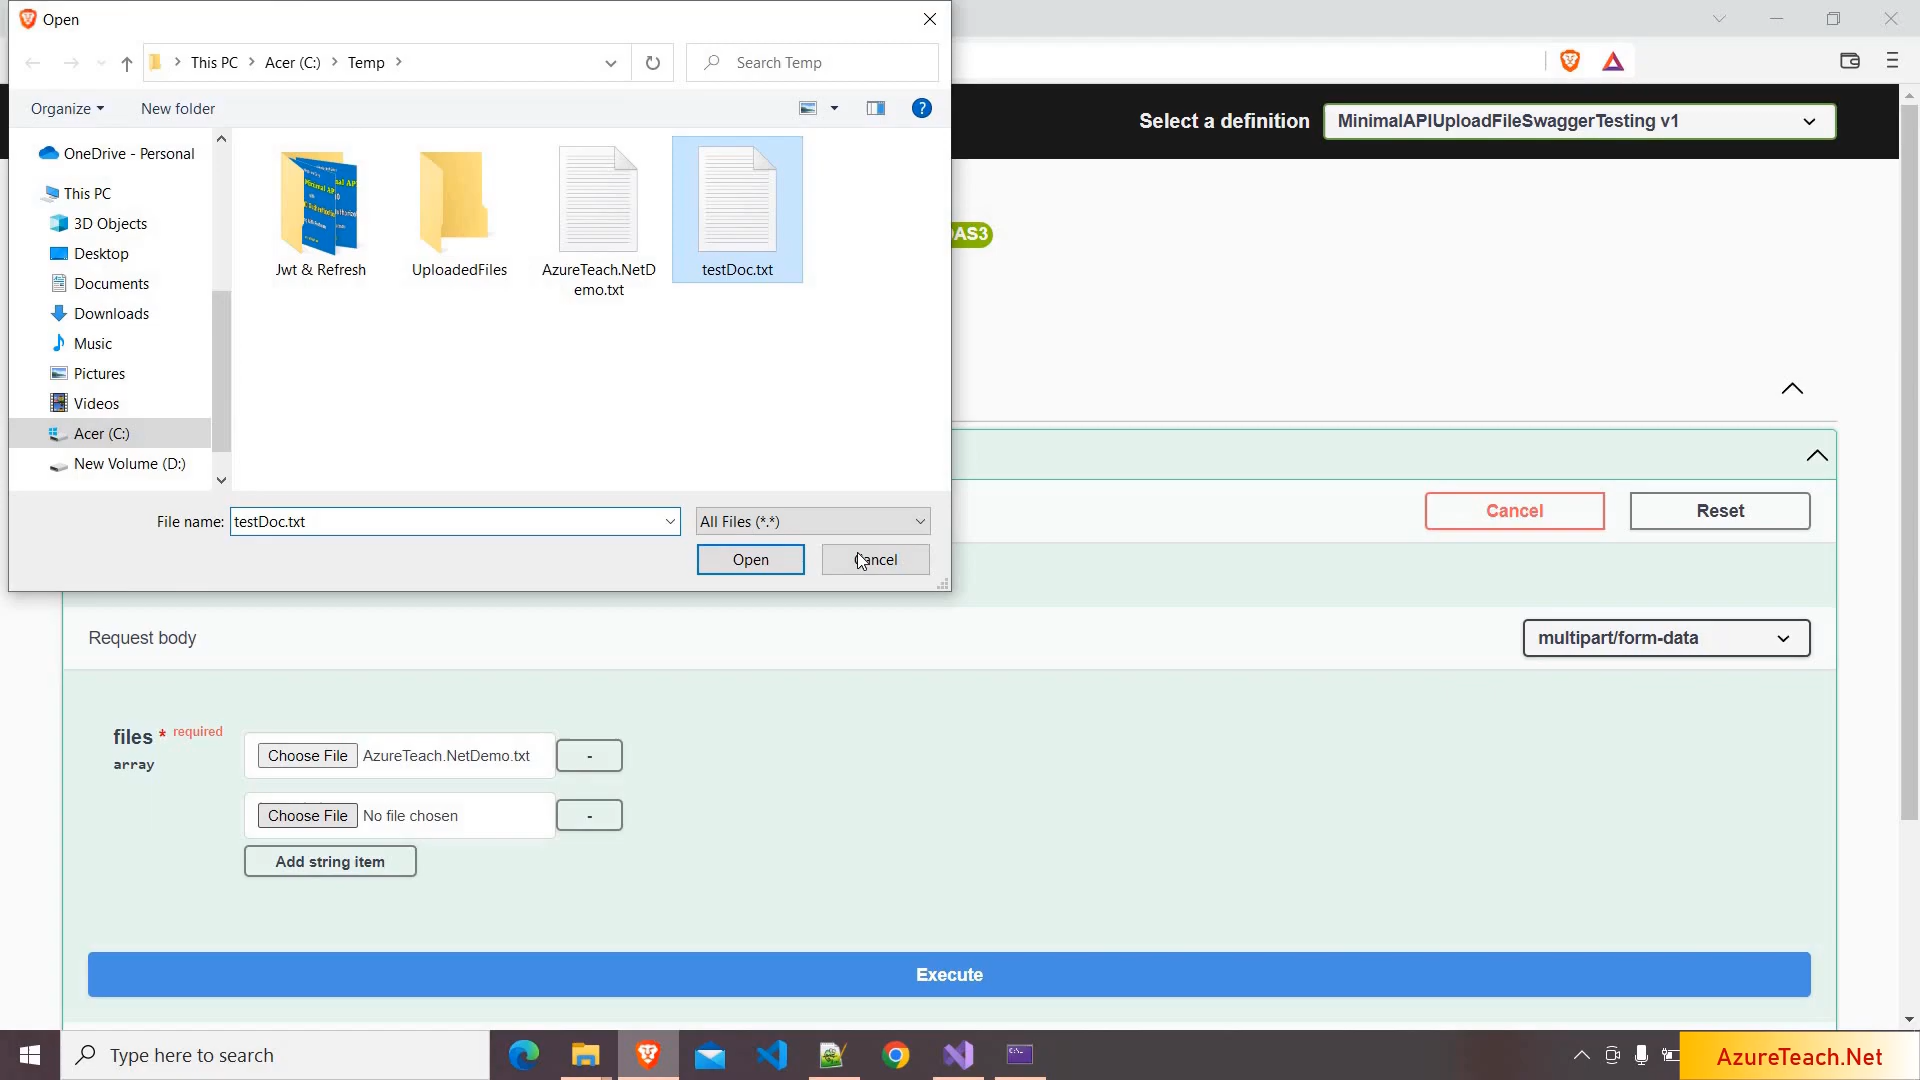 Open
This PC
Acer (C:)
Temp
Search Temp
Organize
New folder
?
OneDrive - Personal
This PC
3D Objects
Desktop
Documents
Downloads
Music
Pictures
Videos
Acer (C:)
New Volume (D:)
Jwt & Refresh
UploadedFiles
AzureTeach.NetD
emo.txt
testDoc.txt
File name:
testDoc.txt
All Files (*.*)
Open
Cancel
Select a definition
MinimalAPIUploadFileSwaggerTesting v1
OAS3
Cancel
Reset
Request body
multipart/form-data
files * required
array
Choose File AzureTeach.NetDemo.txt
-
Choose File No file chosen
-
Add string item
Execute
Type here to search
AzureTeach.Net